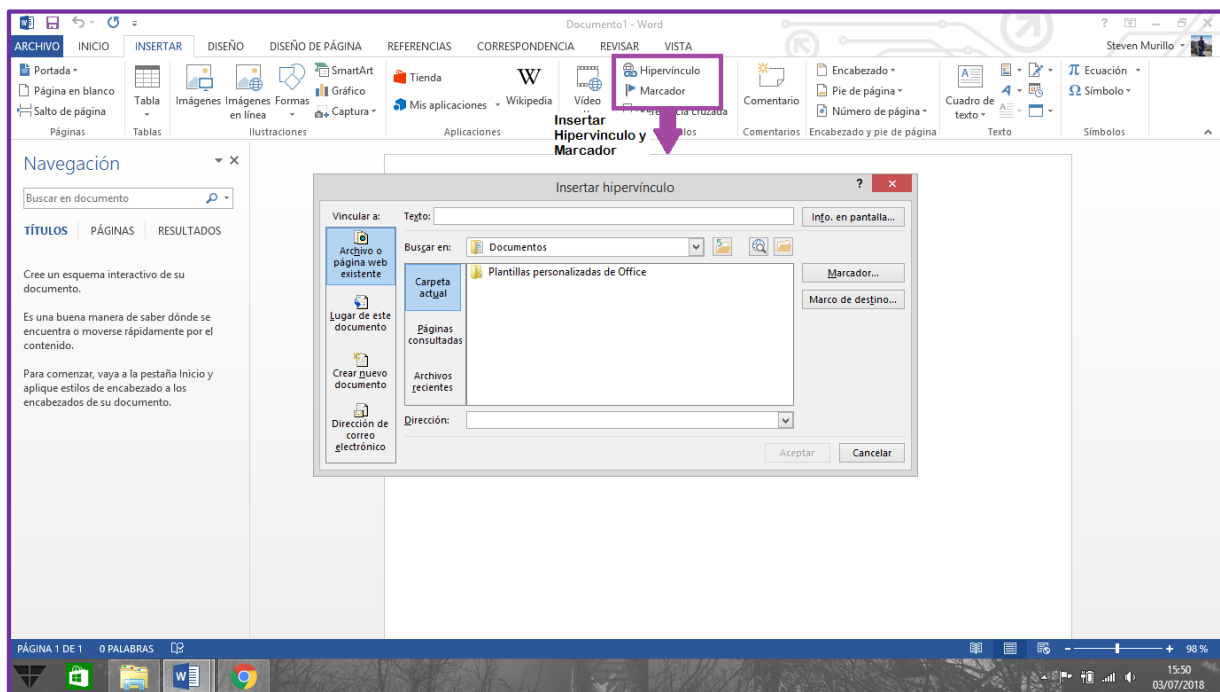 Documento1 - Word
ARCHIVO INICIO INSERTAR DISEÑO DISEÑO DE PÁGINA REFERENCIAS CORRESPONDENCIA REVISAR VISTA Steven Murillo
Portada
Página en blanco
Salto de página
Páginas
Tabla
Tablas
Imágenes
Imágenes en línea
Formas
SmartArt
Gráfico
Captura
Ilustraciones
Tienda
Mis aplicaciones
W
Wikipedia
Aplicaciones
Vídeo
Hipervínculo
Marcador
cruzada
Insertar
Hipervinculo y
Marcador
Comentario
Comentarios
Encabezado
Pie de página
Número de página
Encabezado y pie de página
Cuadro de texto
Texto
π Ecuación
Ω Símbolo
Símbolos
Navegación
Buscar en documento
TÍTULOS PÁGINAS RESULTADOS
Cree un esquema interactivo de su
documento.
Es una buena manera de saber dónde se
encuentra o moverse rápidamente por el
contenido.
Para comenzar, vaya a la pestaña Inicio y
aplique estilos de encabezado a los
encabezados de su documento.
Insertar hipervínculo
Vincular a:
Archivo o
página web
existente
Lugar de este
documento
Crear nuevo
documento
Dirección de
correo
electrónico
Texto:
Info. en pantalla...
Buscar en: Documentos
Carpeta
actual
Páginas
consultadas
Archivos
recientes
Plantillas personalizadas de Office
Marcador...
Marco de destino...
Dirección:
Aceptar Cancelar
PÁGINA 1 DE 1 0 PALABRAS 98 %
15:50
03/07/2018